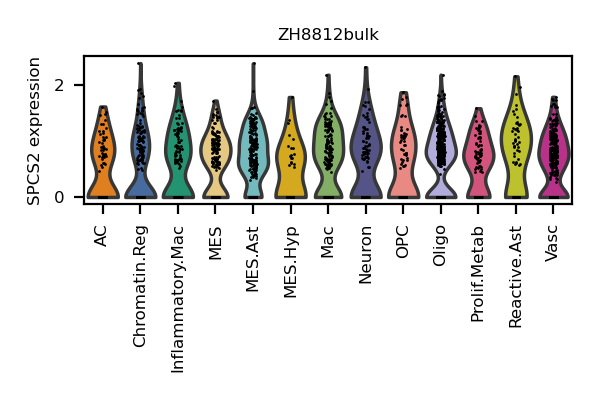 ZH8812bulk
SPCS2 expression
2
0
AC
Chromatin.Reg
Inflammatory.Mac
MES
MES.Ast
MES.Hyp
Mac
Neuron
OPC
Oligo
Prolif.Metab
Reactive.Ast
Vasc